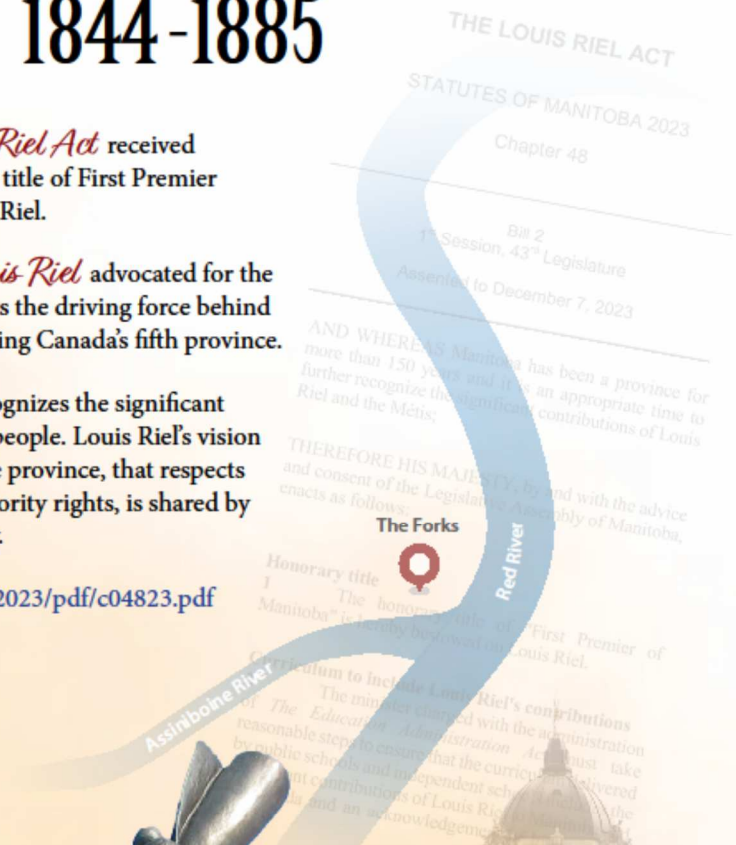 1844-1885
Riel Act received
title of First Premier
Riel.
is Riel advocated for the
s the driving force behind
ing Canada's fifth province.
ognizes the significant
people. Louis Riel's vision
e province, that respects
ority rights, is shared by
2023/pdf/c04823.pdf
THE LOUIS RIEL ACT
STATUTES OF MANITOBA 2023
Chapter 48
Bill 2
1st Session, 43rd Legislature
Assented to December 7, 2023
AND WHEREAS Manitoba has been a province for
more than 150 years and it is an appropriate time to
further recognize the significant contributions of Louis
Riel and the Métis;
THEREFORE HIS MAJESTY, by and with the advice
and consent of the Legislative Assembly of Manitoba,
enacts as follows:
The Forks
Red River
Honorary title
1 The honorary title of "First Premier of
Manitoba" is hereby bestowed on Louis Riel.
Assiniboine River
Curriculum to include Louis Riel's contributions
The minister charged with the administration
of The Education Administration Act must take
reasonable steps to ensure that the curriculum delivered
by public schools and independent schools the
contributions of Louis Riel
and an acknowledgement